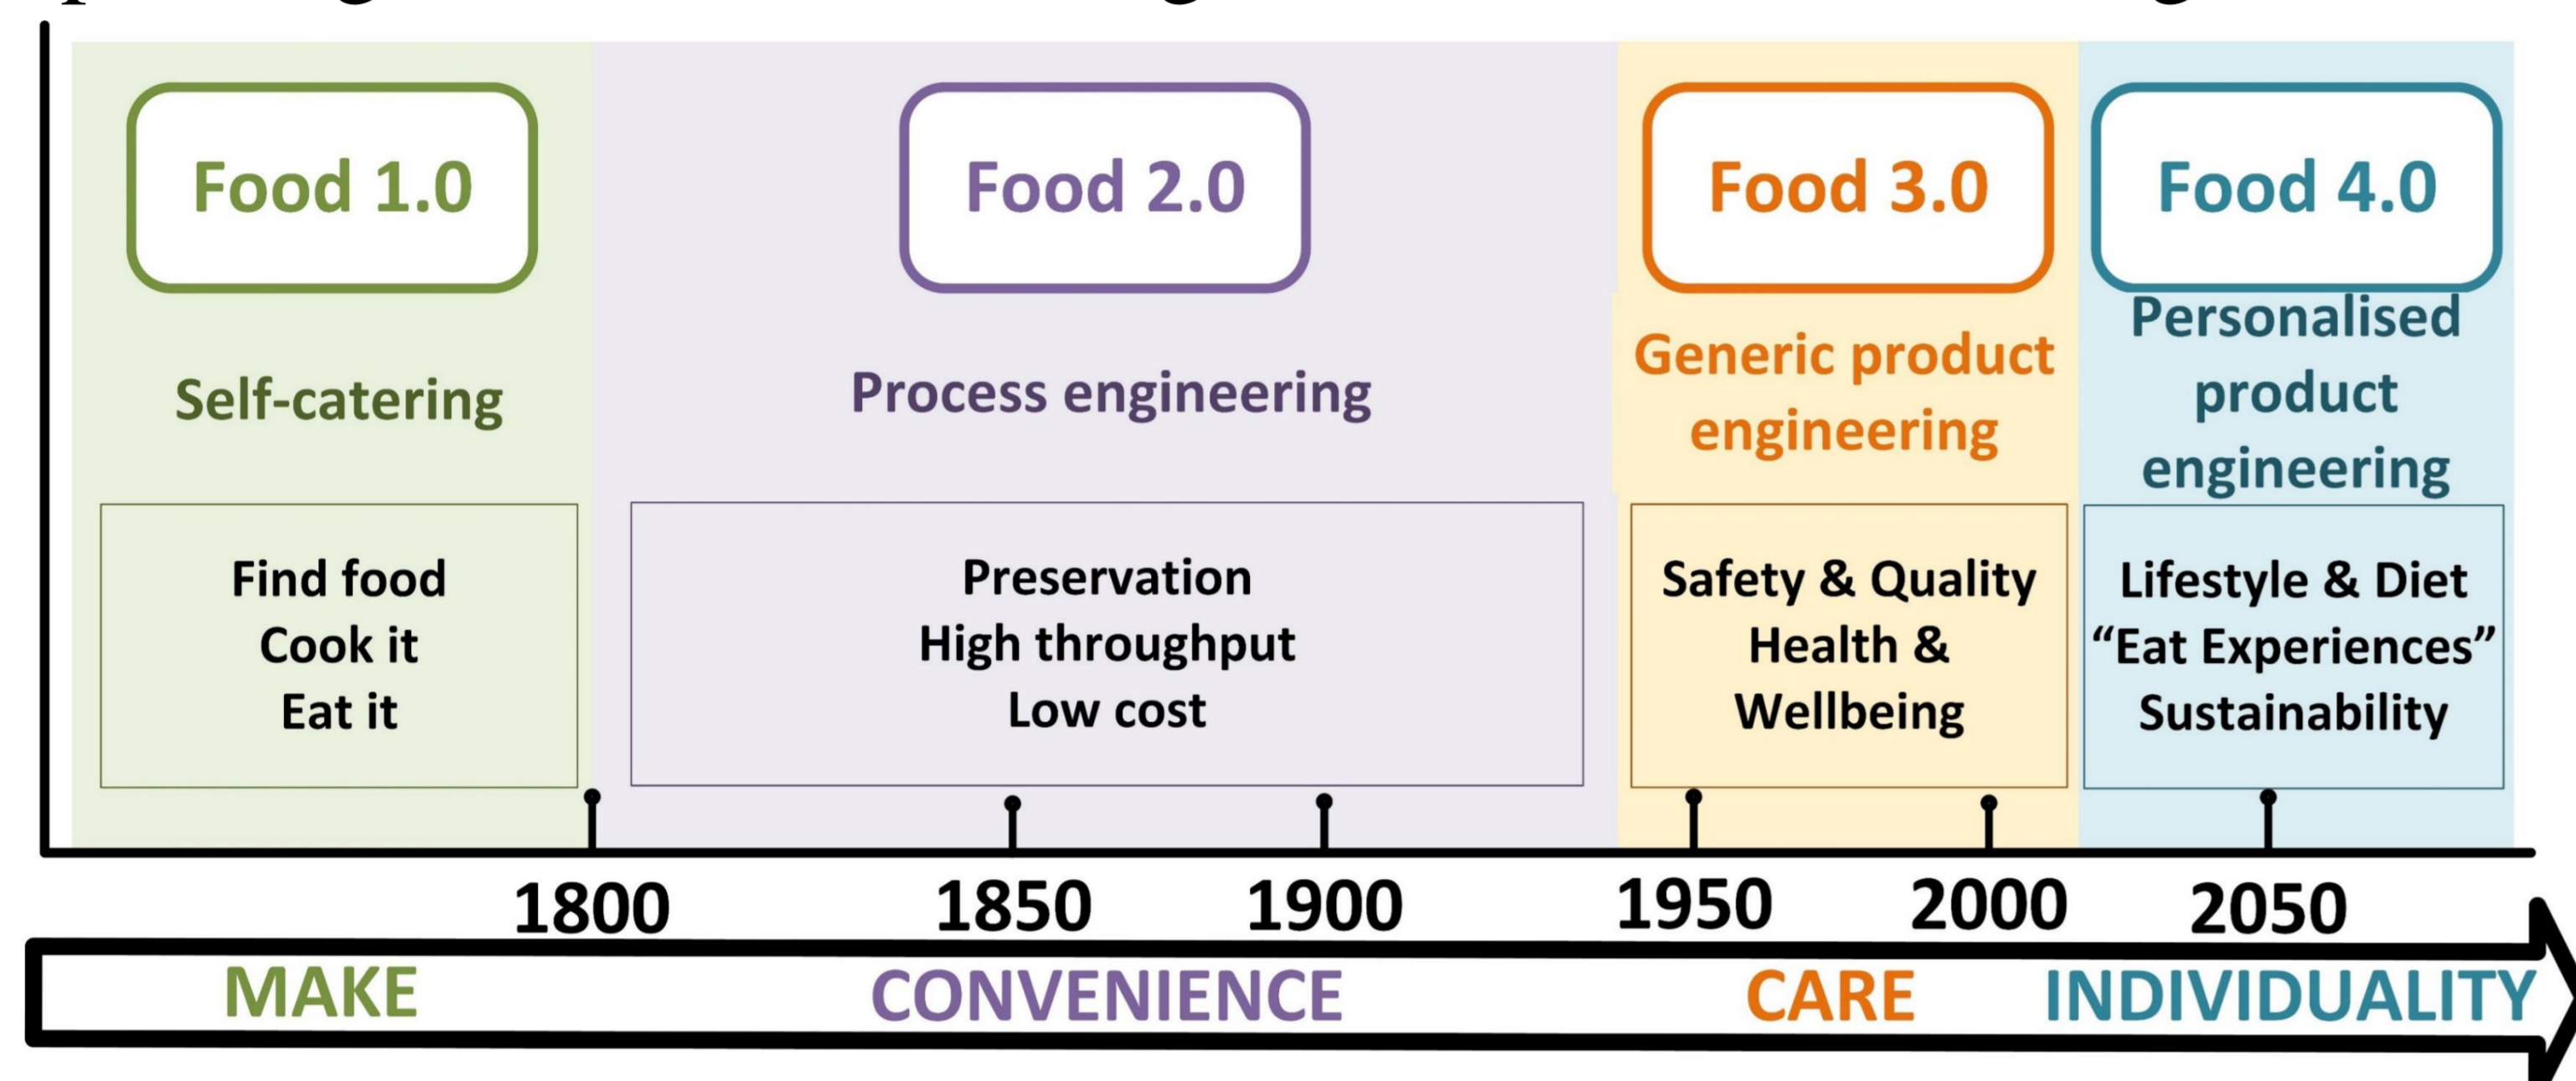 Food 1.0
Food 2.0
Food 3.0
Food 4.0
Self-catering
Process engineering
Generic product
engineering
Personalised
product
engineering
Find food
Cook it
Eat it
Preservation
High throughput
Low cost
Safety & Quality
Health &
Wellbeing
Lifestyle & Diet
“Eat Experiences”
Sustainability
1800 1850 1900 1950 2000 2050
MAKE CONVENIENCE CARE INDIVIDUALITY